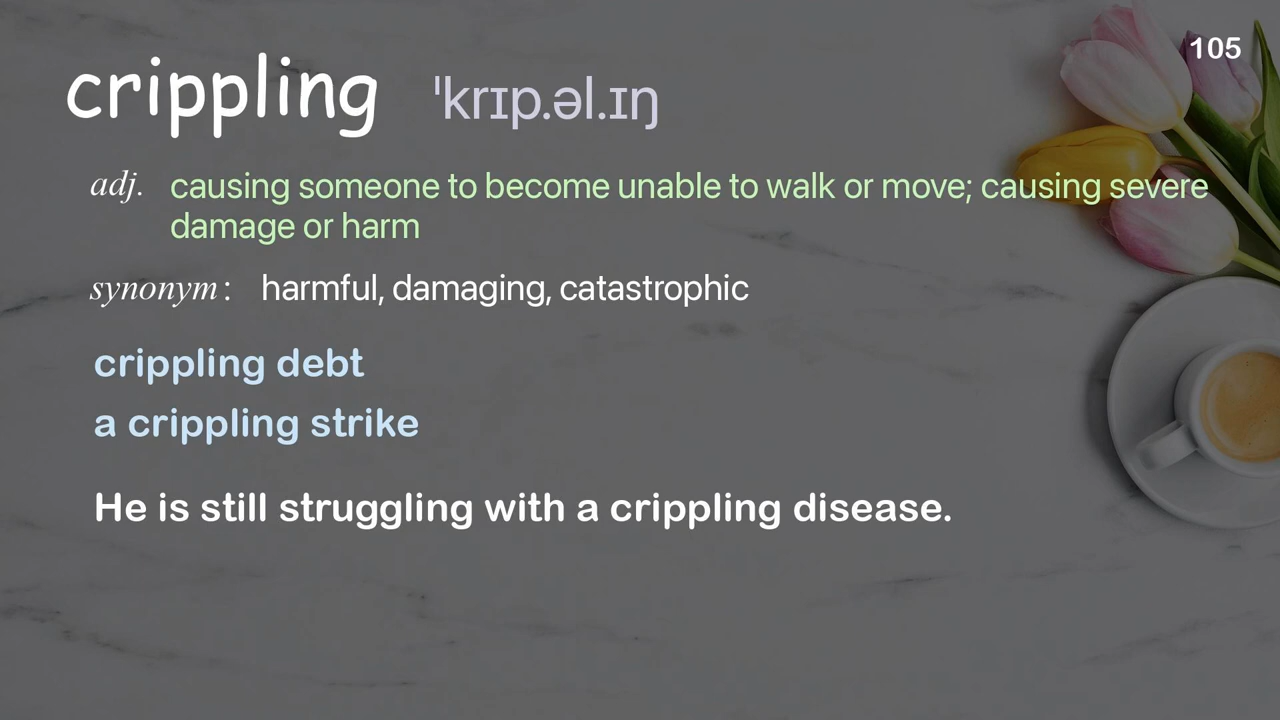 105
crippling ˈkrɪp.əl.ɪŋ
adj. causing someone to become unable to walk or move; causing severe
damage or harm
synonym: harmful, damaging, catastrophic
crippling debt
a crippling strike
He is still struggling with a crippling disease.